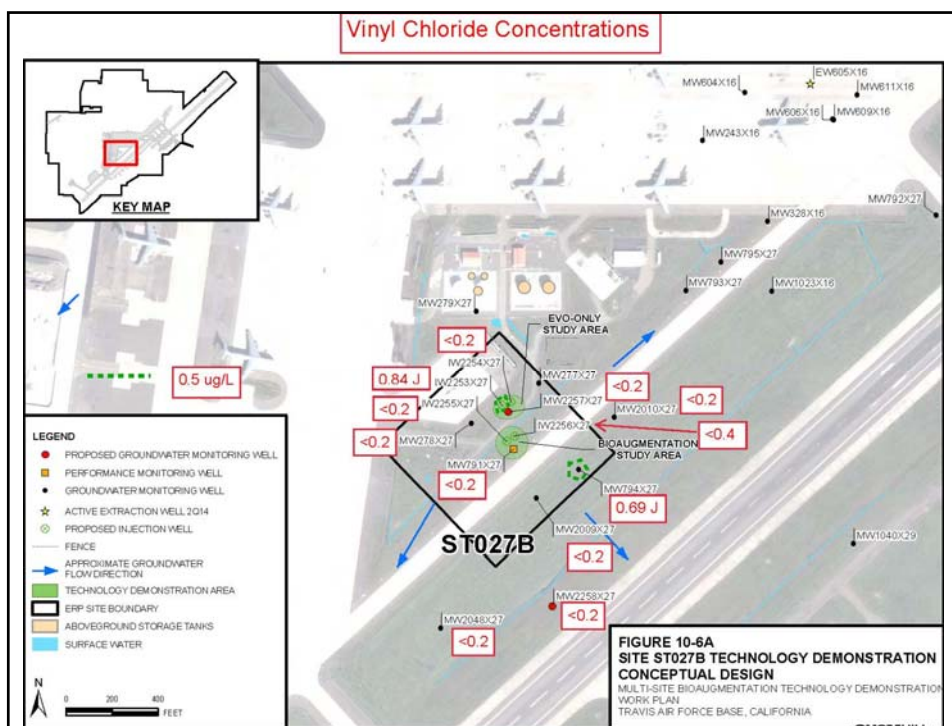 Vinyl Chloride Concentrations
KEY MAP
EW605X16
MW604X16
MW611X16
MW606X16
MW609X16
MW243X16
MW792X27
MW328X16
MW795X27
MW793X27
MW1023X16
MW279X27
EVO-ONLY
STUDY AREA
<0.2
IW2254X27
0.84 J
IW2253X27
MW277X27
<0.2
<0.2
0.5 ug/L
<0.2
IW2255X27
MW2257X27
MW2010X27
<0.2
MW278X27
IW2256X27
<0.4
BIOAUGMENTATION
STUDY AREA
MW791X27
<0.2
MW794X27
0.69 J
MW2009X27
ST027B
<0.2
MW1040X29
MW2258X27
<0.2
MW2048X27
<0.2
LEGEND
PROPOSED GROUNDWATER MONITORING WELL
PERFORMANCE MONITORING WELL
GROUNDWATER MONITORING WELL
ACTIVE EXTRACTION WELL 2Q14
PROPOSED INJECTION WELL
FENCE
APPROXIMATE GROUNDWATER
FLOW DIRECTION
TECHNOLOGY DEMONSTRATION AREA
ERP SITE BOUNDARY
ABOVEGROUND STORAGE TANKS
SURFACE WATER
N
0 200 400
FEET
FIGURE 10-6A
SITE ST027B TECHNOLOGY DEMONSTRATION
CONCEPTUAL DESIGN
MULTI-SITE BIOAUGMENTATION TECHNOLOGY DEMONSTRATION
WORK PLAN
TRAVIS AIR FORCE BASE, CALIFORNIA